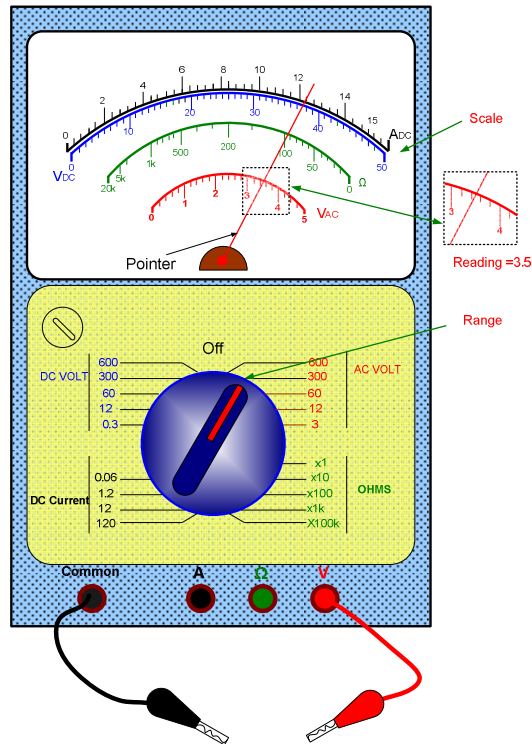 0 2 4 6 8 10 12 14 15
A DC
0 10 20 30 40 50
V DC
20k 5k 1k 500 200 100 50 0
Ω
0 1 2 3 4 5
VAC
Pointer
Scale
3 4
Reading =3.5
Range
Off
DC VOLT
600
300
60
12
0.3
AC VOLT
600
300
60
12
3
DC Current
0.06
1.2
12
120
OHMS
x1
x10
x100
x1k
X100k
Common A Ω V